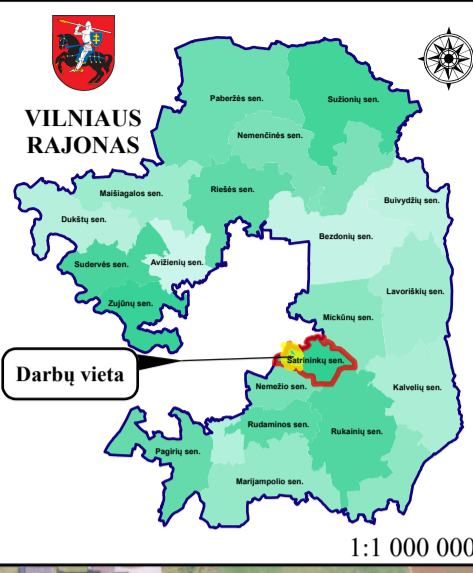 VILNIAUS
RAJONAS
Paberžės sen.
Sužionių sen.
Nemenčinės sen.
Maišiagalos sen.
Riešės sen.
Buivydžių sen.
Dukštų sen.
Bezdonių sen.
Sudervės sen.
Avižienių sen.
Lavoriškių sen.
Zujūnų sen.
Mickūnų sen.
Darbų vieta
Šatrininkų sen.
Nemėžio sen.
Kalvelių sen.
Rudaminos sen.
Rukainių sen.
Pagirių sen.
Marijampolio sen.
1:1 000 000